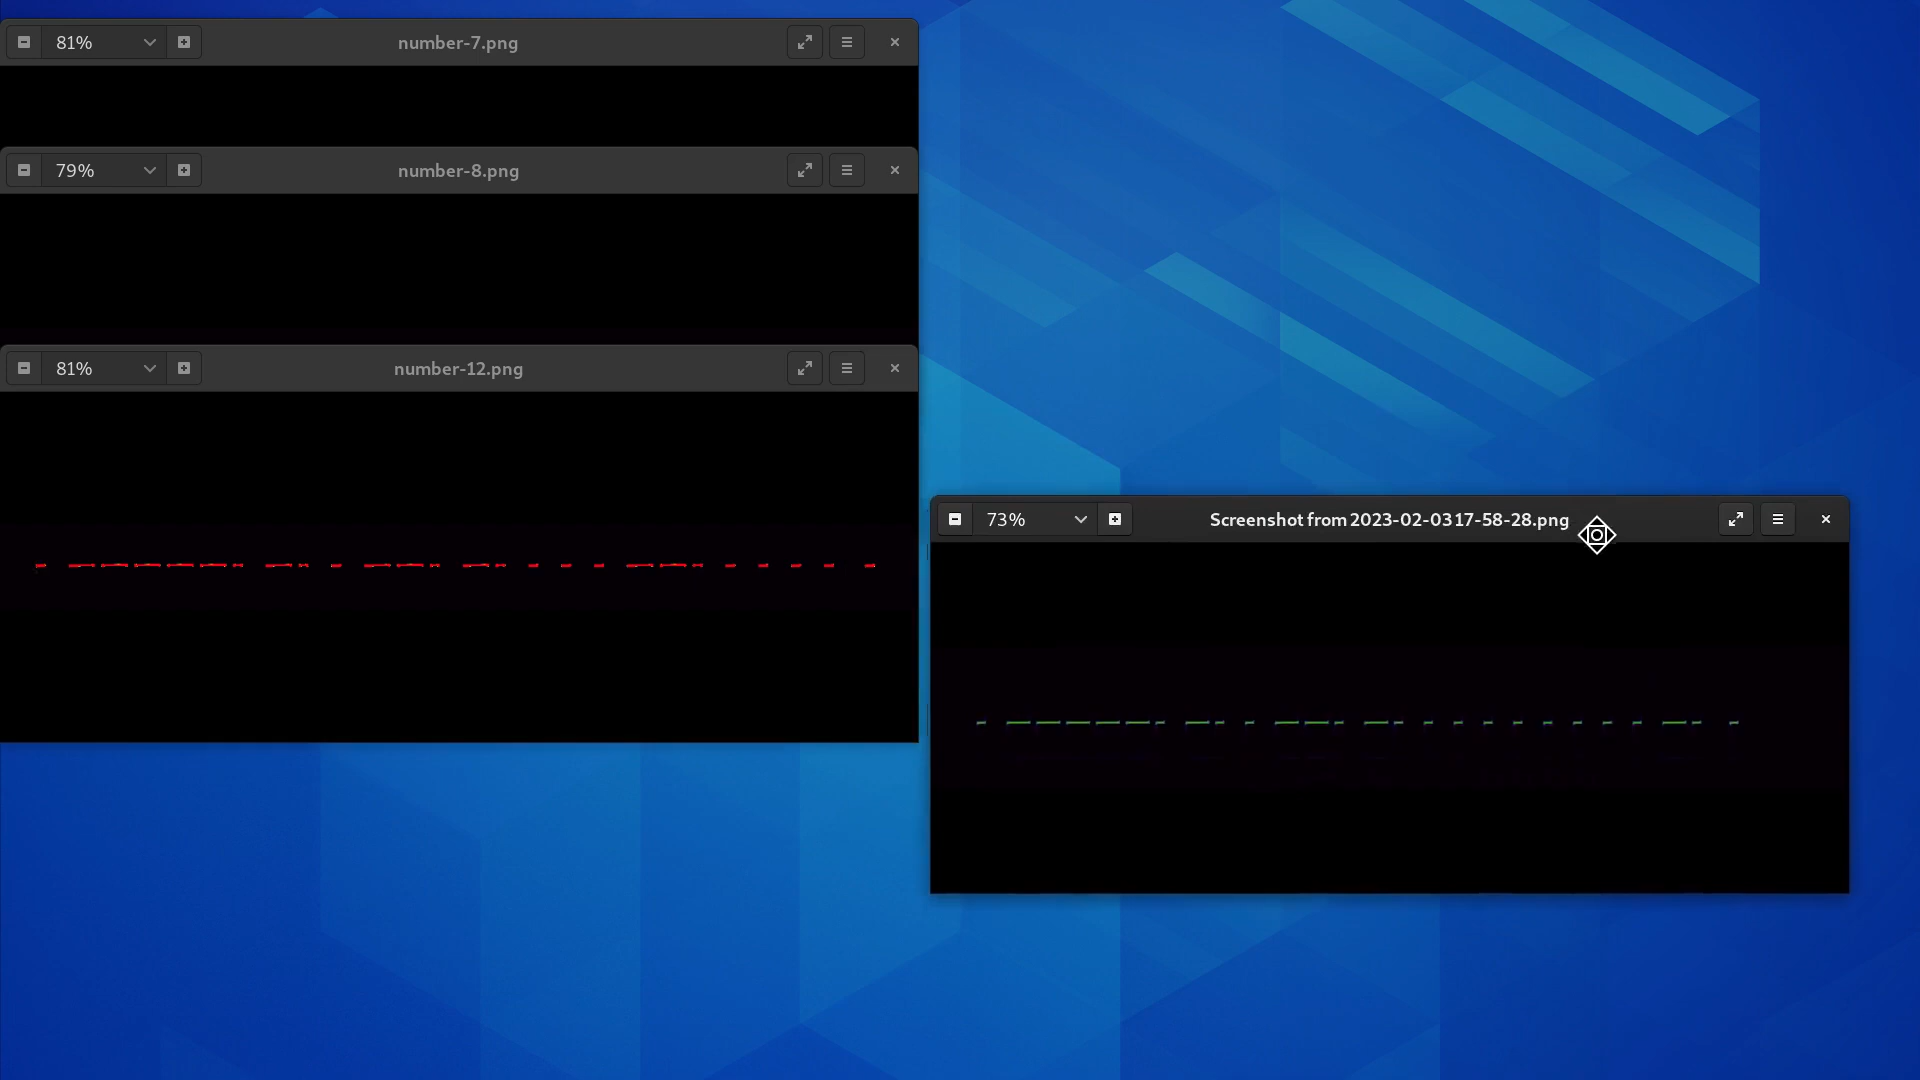 81%
number-7.png
79%
number-8.png
81%
number-12.png
73%
Screenshot from 2023-02-03 17-58-28.png